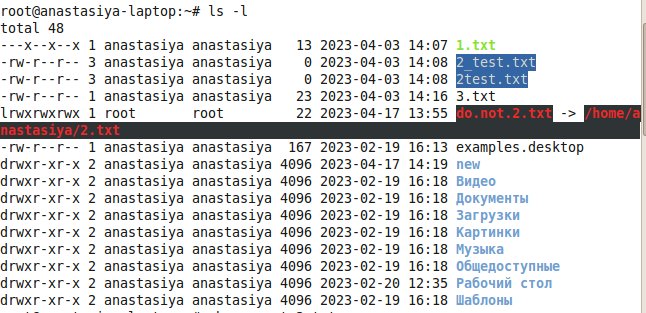 root@anastasiya-laptop:~# ls -l
total 48
---x--x--x 1 anastasiya anastasiya   13 2023-04-03 14:07 1.txt
-rw-r--r-- 3 anastasiya anastasiya    0 2023-04-03 14:08 2_test.txt
-rw-r--r-- 3 anastasiya anastasiya    0 2023-04-03 14:08 2test.txt
-rw-r--r-- 1 anastasiya anastasiya   23 2023-04-03 14:16 3.txt
lrwxrwxrwx 1 root       root         22 2023-04-17 13:55 do.not.2.txt -> /home/a
nastasiya/2.txt
-rw-r--r-- 1 anastasiya anastasiya  167 2023-02-19 16:13 examples.desktop
drwxr-xr-x 2 anastasiya anastasiya 4096 2023-04-17 14:19 new
drwxr-xr-x 2 anastasiya anastasiya 4096 2023-02-19 16:18 Видео
drwxr-xr-x 2 anastasiya anastasiya 4096 2023-02-19 16:18 Документы
drwxr-xr-x 2 anastasiya anastasiya 4096 2023-02-19 16:18 Загрузки
drwxr-xr-x 2 anastasiya anastasiya 4096 2023-02-19 16:18 Картинки
drwxr-xr-x 2 anastasiya anastasiya 4096 2023-02-19 16:18 Музыка
drwxr-xr-x 2 anastasiya anastasiya 4096 2023-02-19 16:18 Общедоступные
drwxr-xr-x 2 anastasiya anastasiya 4096 2023-02-20 12:35 Рабочий стол
drwxr-xr-x 2 anastasiya anastasiya 4096 2023-02-19 16:18 Шаблоны